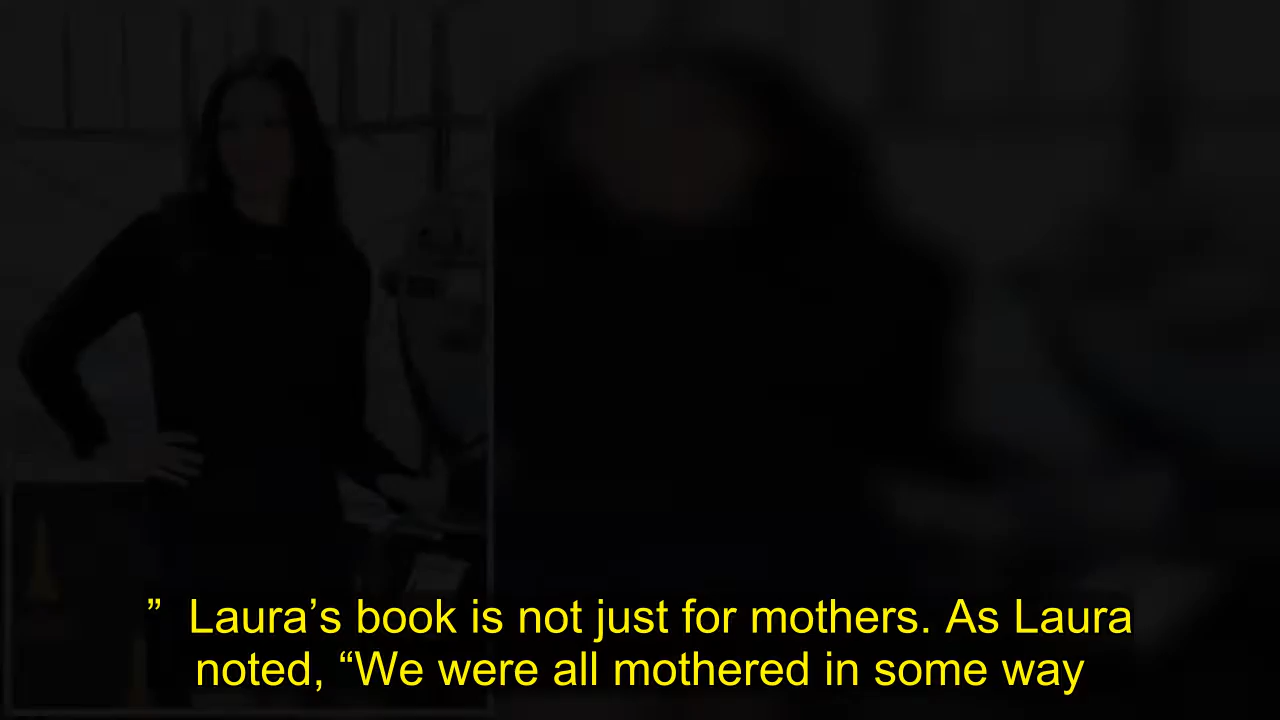 ”  Laura’s book is not just for mothers. As Laura
noted, “We were all mothered in some way